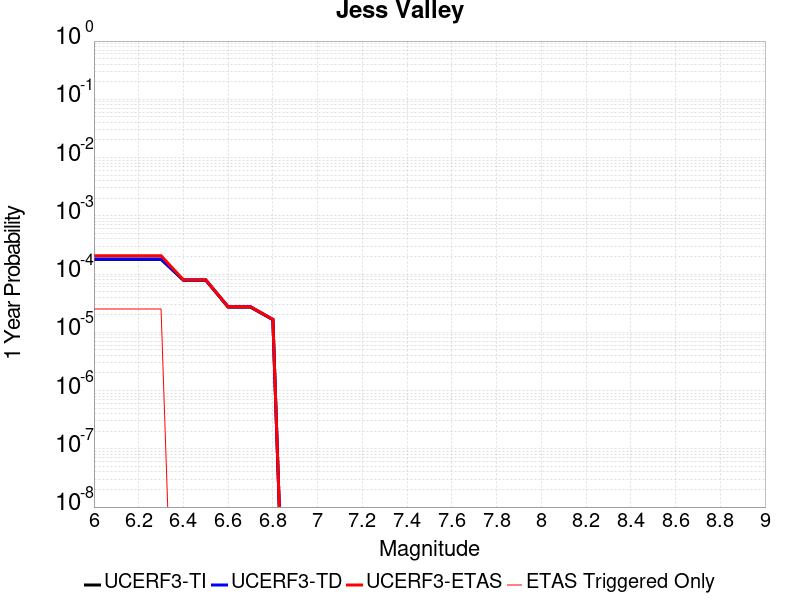 Jess Valley
10^0
10^-1
10^-2
10^-3
10^-4
10^-5
10^-6
10^-7
10^-8
1 Year Probability
6 6.2 6.4 6.6 6.8 7 7.2 7.4 7.6 7.8 8 8.2 8.4 8.6 8.8 9
Magnitude
UCERF3-TI UCERF3-TD UCERF3-ETAS ETAS Triggered Only